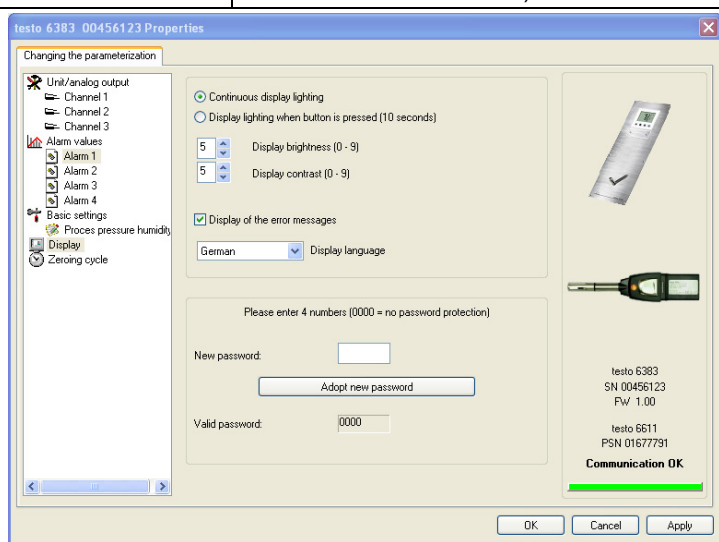 testo 6383 00456123 Properties
Changing the parameterization
Unit/analog output
Channel 1
Channel 2
Channel 3
Alarm values
Alarm 1
Alarm 2
Alarm 3
Alarm 4
Basic settings
Proces pressure humidity
Display
Zeroing cycle
Continuous display lighting
Display lighting when button is pressed (10 seconds)
5 Display brightness (0 - 9)
5 Display contrast (0 - 9)
Display of the error messages
German Display language
Please enter 4 numbers (0000 = no password protection)
New password:
Adopt new password
Valid password: 0000
testo 6383
SN 00456123
FW 1.00
testo 6611
PSN 01677791
Communication OK
OK Cancel Apply